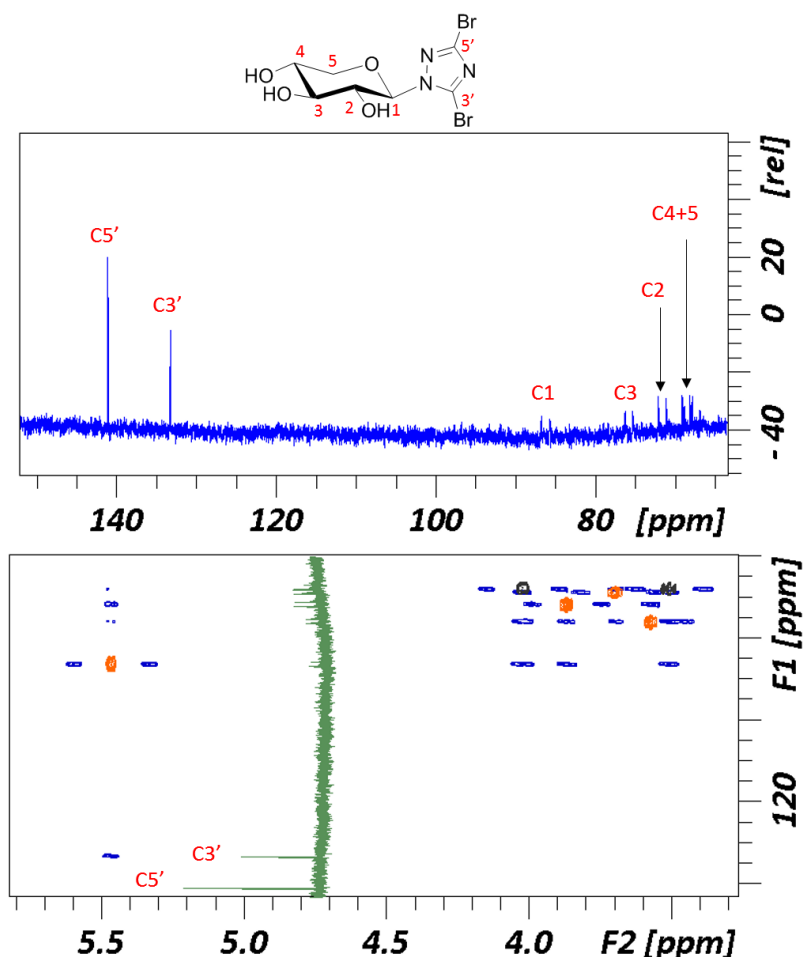 Br
4
5
O
N
5′
N
HO
N
HO
3
2
OH
1
3′
Br
[rel]
C4+5
C5′
20
C2
C3′
0
C1
C3
-40
140
120
100
80
[ppm]
F1 [ppm]
120
C3′
C5′
5.5
5.0
4.5
4.0
F2 [ppm]